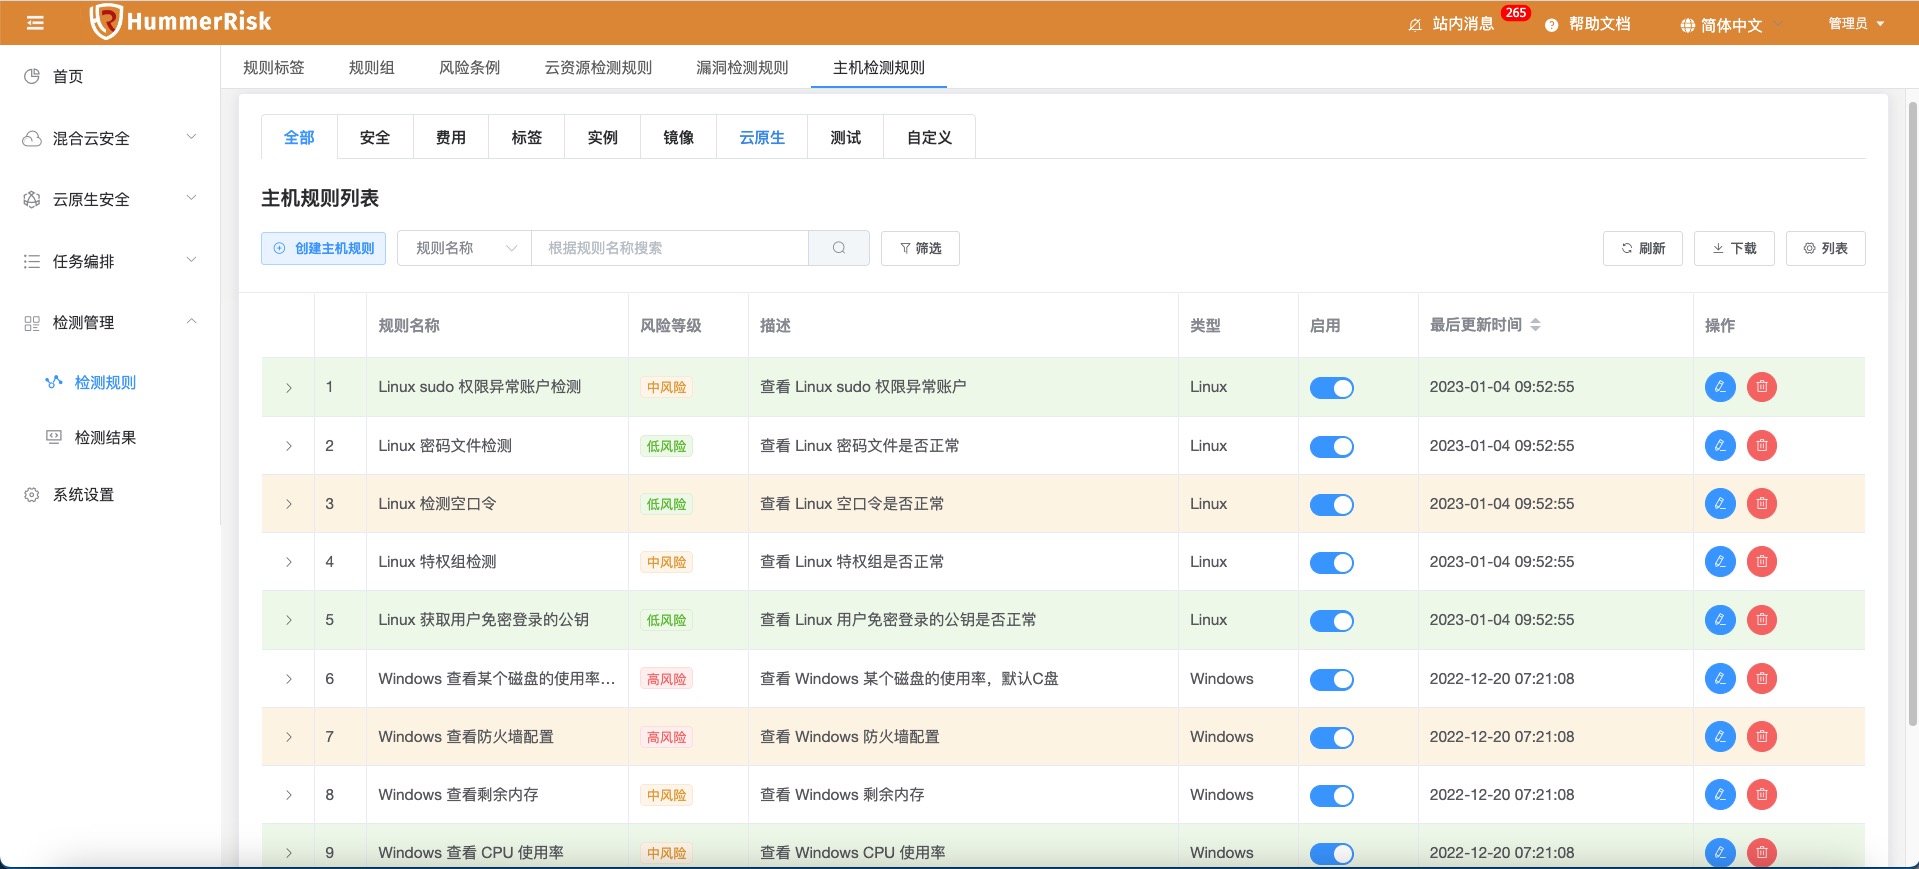 HummerRisk
站内消息 265 帮助文档 简体中文 管理员
首页
混合云安全
云原生安全
任务编排
检测管理
检测规则
检测结果
系统设置
规则标签 规则组 风险条例 云资源检测规则 漏洞检测规则 主机检测规则
全部 安全 费用 标签 实例 镜像 云原生 测试 自定义
主机规则列表
创建主机规则 规则名称 根据规则名称搜索 筛选 刷新 下载 列表
规则名称 风险等级 描述 类型 启用 最后更新时间 操作
1 Linux sudo 权限异常账户检测 中风险 查看 Linux sudo 权限异常账户 Linux 2023-01-04 09:52:55
2 Linux 密码文件检测 低风险 查看 Linux 密码文件是否正常 Linux 2023-01-04 09:52:55
3 Linux 检测空口令 低风险 查看 Linux 空口令是否正常 Linux 2023-01-04 09:52:55
4 Linux 特权组检测 中风险 查看 Linux 特权组是否正常 Linux 2023-01-04 09:52:55
5 Linux 获取用户免密登录的公钥 低风险 查看 Linux 用户免密登录的公钥是否正常 Linux 2023-01-04 09:52:55
6 Windows 查看某个磁盘的使用率... 高风险 查看 Windows 某个磁盘的使用率，默认C盘 Windows 2022-12-20 07:21:08
7 Windows 查看防火墙配置 高风险 查看 Windows 防火墙配置 Windows 2022-12-20 07:21:08
8 Windows 查看剩余内存 中风险 查看 Windows 剩余内存 Windows 2022-12-20 07:21:08
9 Windows 查看 CPU 使用率 中风险 查看 Windows CPU 使用率 Windows 2022-12-20 07:21:08